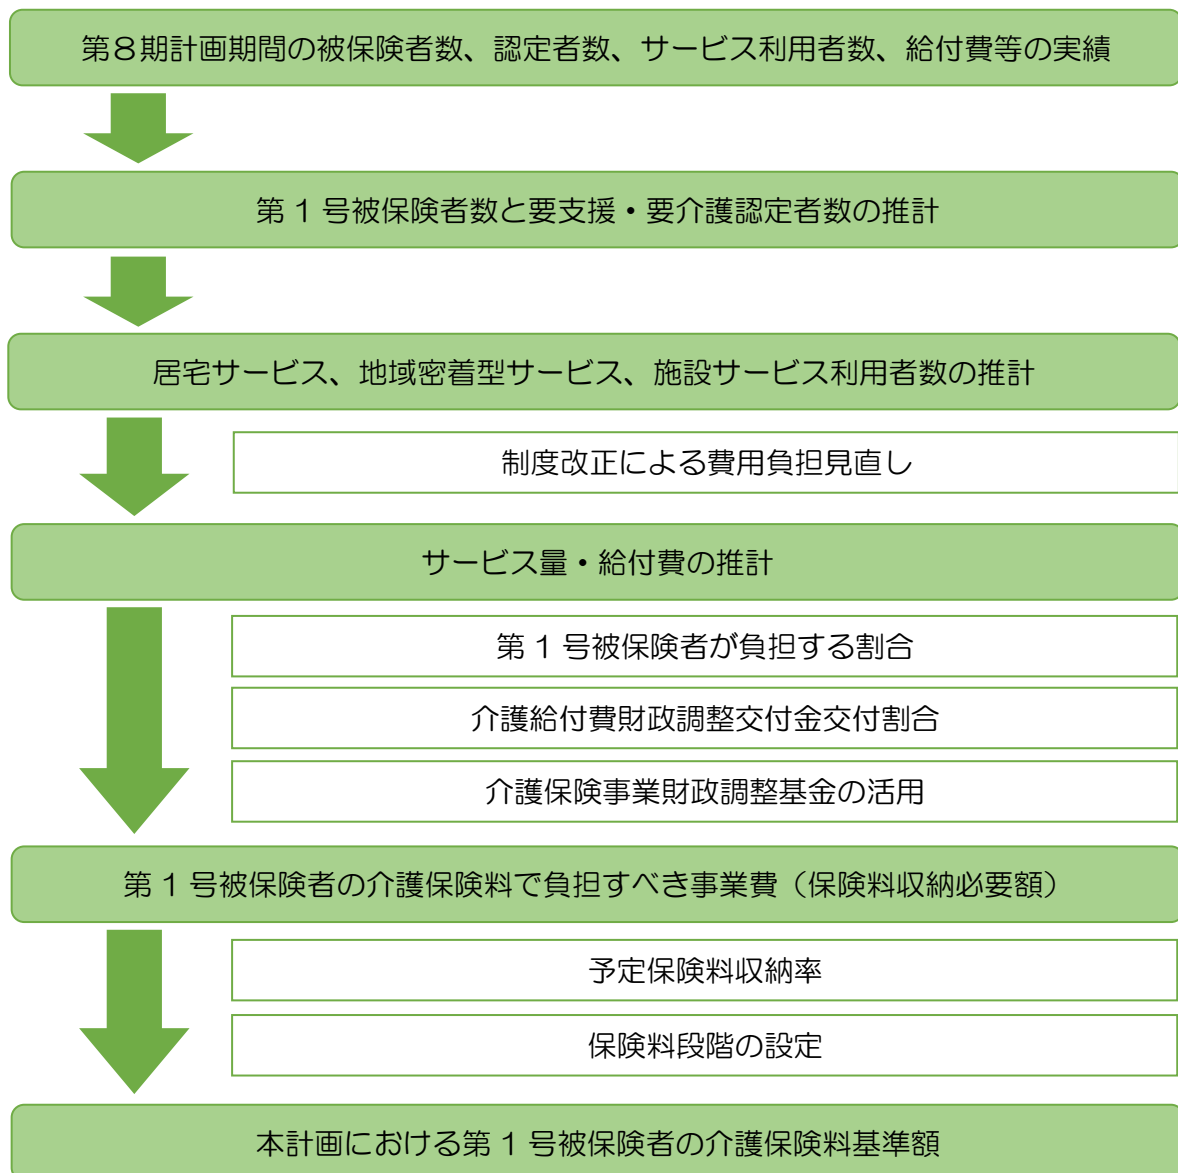 第８期計画期間の被保険者数、認定者数、サービス利用者数、給付費等の実績
第 1 号被保険者数と要支援・要介護認定者数の推計
居宅サービス、地域密着型サービス、施設サービス利用者数の推計
制度改正による費用負担見直し
サービス量・給付費の推計
第 1 号被保険者が負担する割合
介護給付費財政調整交付金交付割合
介護保険事業財政調整基金の活用
第 1 号被保険者の介護保険料で負担すべき事業費（保険料収納必要額）
予定保険料収納率
保険料段階の設定
本計画における第 1 号被保険者の介護保険料基準額